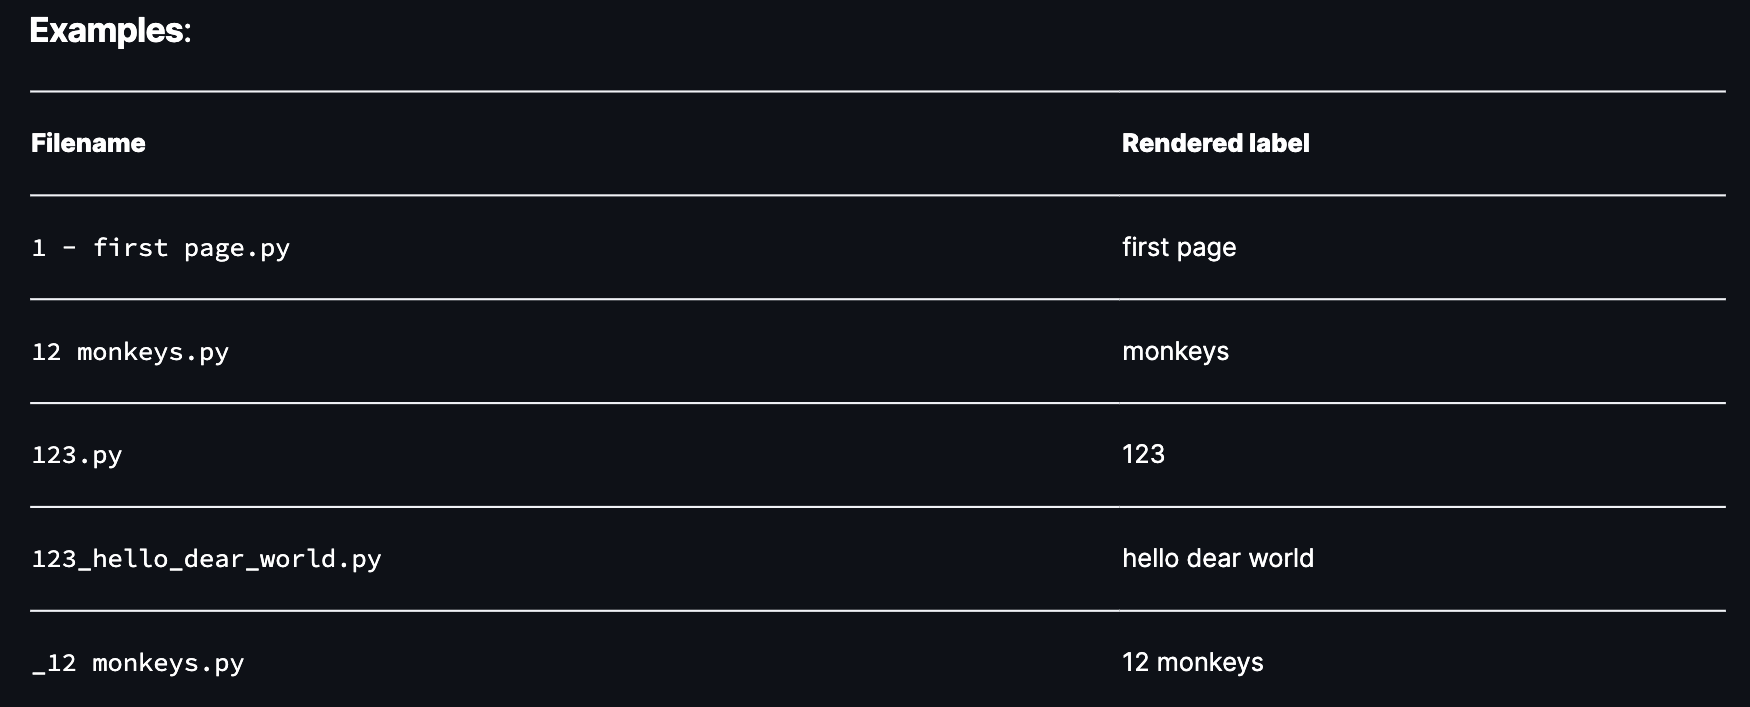 Examples:
Filename Rendered label
1 - first page.py first page
12 monkeys.py monkeys
123.py 123
123_hello_dear_world.py hello dear world
_12 monkeys.py 12 monkeys